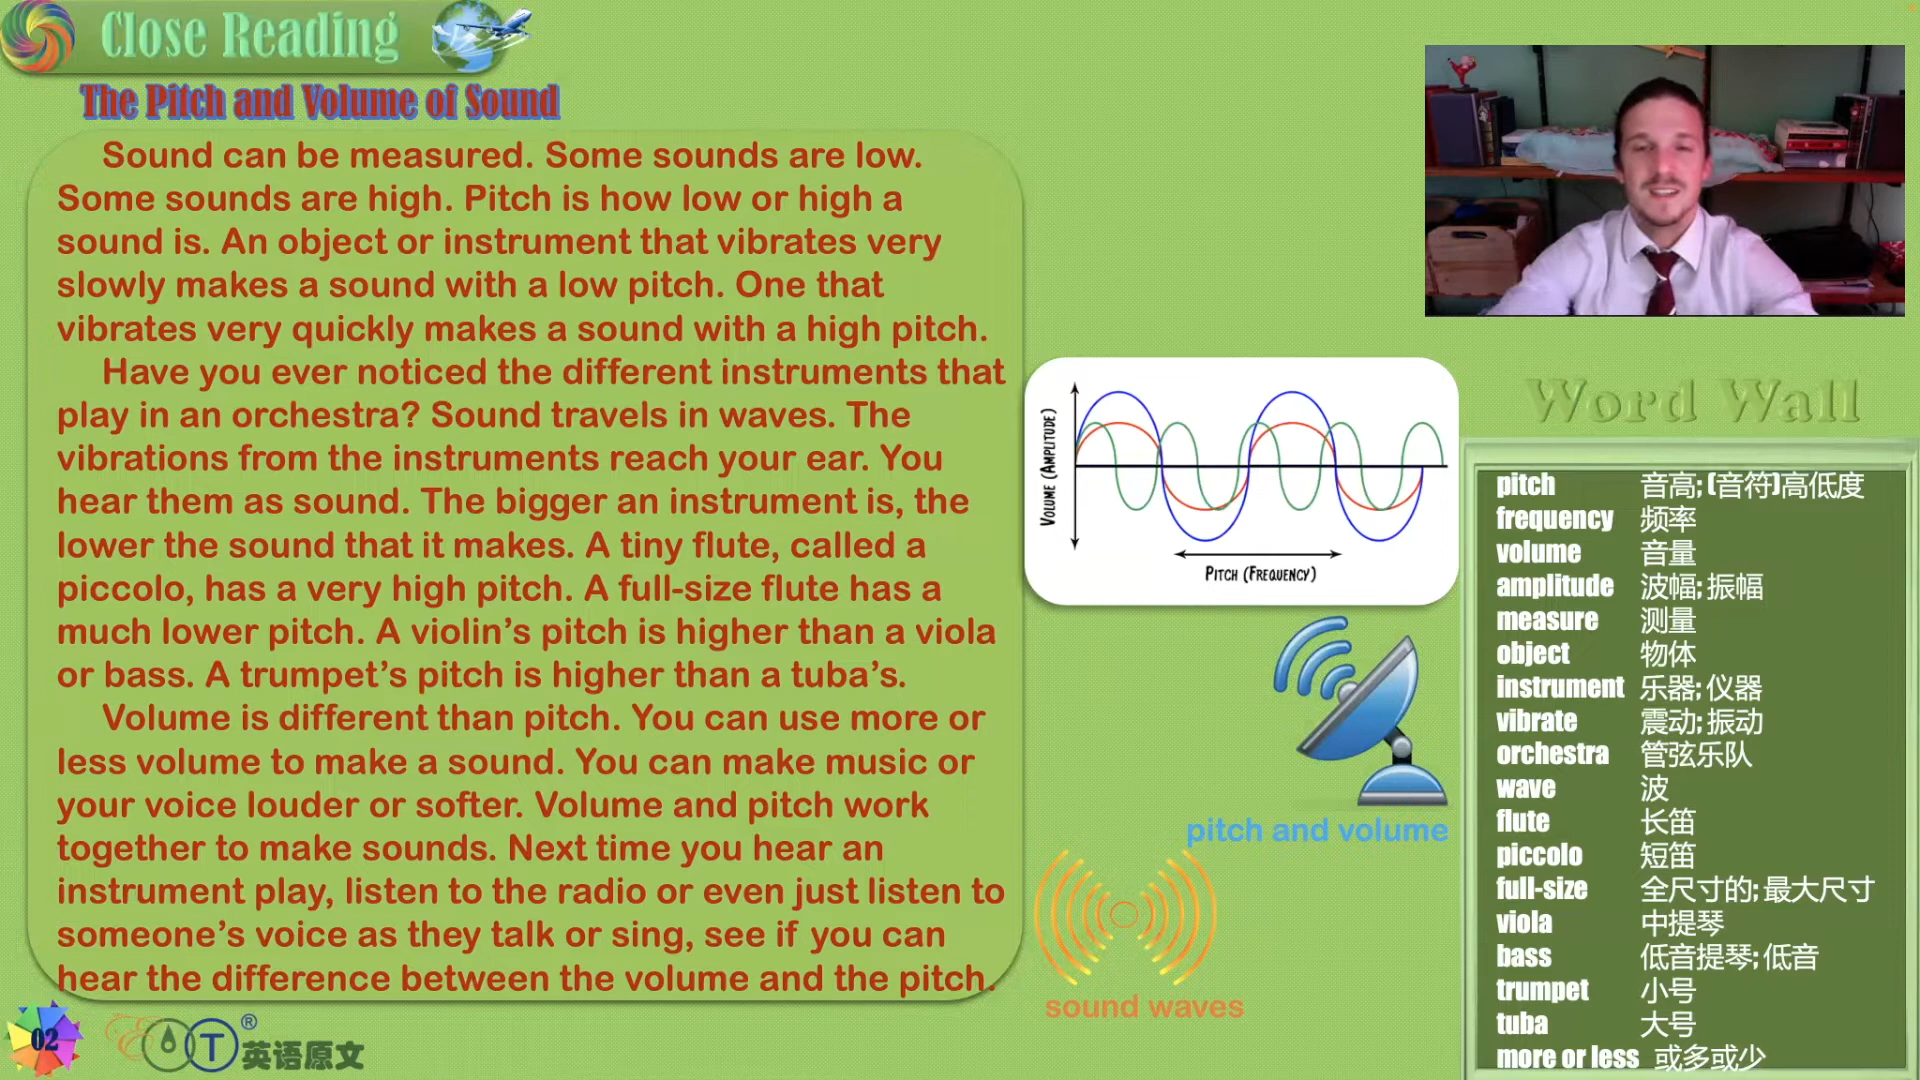 Close Reading
The Pitch and Volume of Sound
Sound can be measured. Some sounds are low.
Some sounds are high. Pitch is how low or high a
sound is. An object or instrument that vibrates very
slowly makes a sound with a low pitch. One that
vibrates very quickly makes a sound with a high pitch.
Have you ever noticed the different instruments that
play in an orchestra? Sound travels in waves. The
vibrations from the instruments reach your ear. You
hear them as sound. The bigger an instrument is, the
lower the sound that it makes. A tiny flute, called a
piccolo, has a very high pitch. A full-size flute has a
much lower pitch. A violin’s pitch is higher than a viola
or bass. A trumpet’s pitch is higher than a tuba’s.
Volume is different than pitch. You can use more or
less volume to make a sound. You can make music or
your voice louder or softer. Volume and pitch work
together to make sounds. Next time you hear an
instrument play, listen to the radio or even just listen to
someone’s voice as they talk or sing, see if you can
hear the difference between the volume and the pitch.
VOLUME (AMPLITUDE)
PITCH (FREQUENCY)
pitch and volume
sound waves
Word Wall
pitch 音高; (音符)高低度
frequency 频率
volume 音量
amplitude 波幅; 振幅
measure 测量
object 物体
instrument 乐器; 仪器
vibrate 震动; 振动
orchestra 管弦乐队
wave 波
flute 长笛
piccolo 短笛
full-size 全尺寸的; 最大尺寸
viola 中提琴
bass 低音提琴; 低音
trumpet 小号
tuba 大号
more or less 或多或少
02
T ® 英语原文